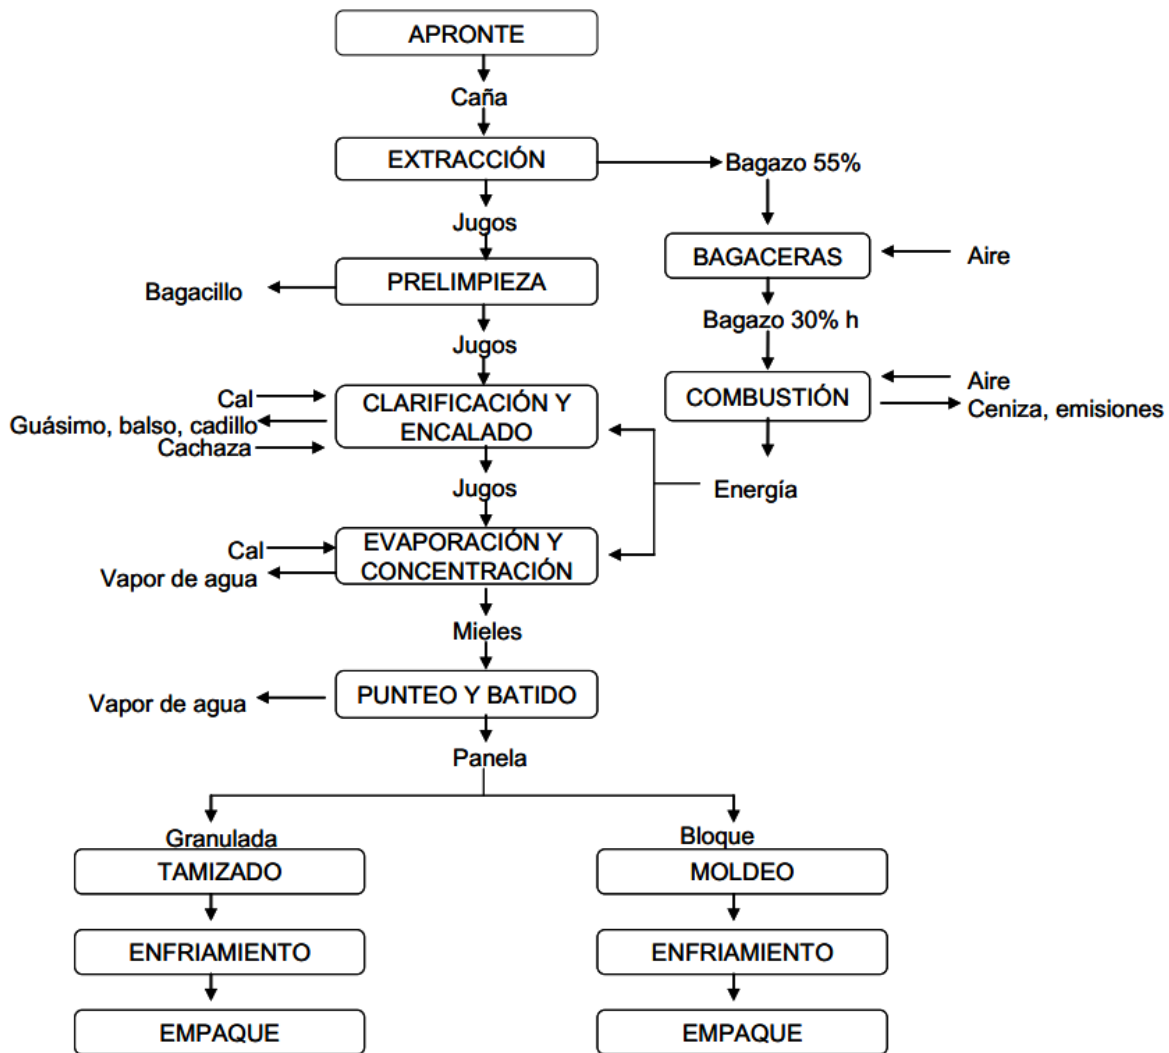 APRONTE
Caña
EXTRACCIÓN
Bagazo 55%
Jugos
BAGACERAS
Aire
PRELIMPIEZA
Bagacillo
Bagazo 30% h
Jugos
COMBUSTIÓN
Aire
Ceniza, emisiones
Cal
Guásimo, balso, cadillo
Cachaza
CLARIFICACIÓN Y
ENCALADO
Jugos
Energía
Cal
Vapor de agua
EVAPORACIÓN Y
CONCENTRACIÓN
Mieles
PUNTEO Y BATIDO
Vapor de agua
Panela
Granulada
Bloque
TAMIZADO
MOLDEO
ENFRIAMIENTO
ENFRIAMIENTO
EMPAQUE
EMPAQUE